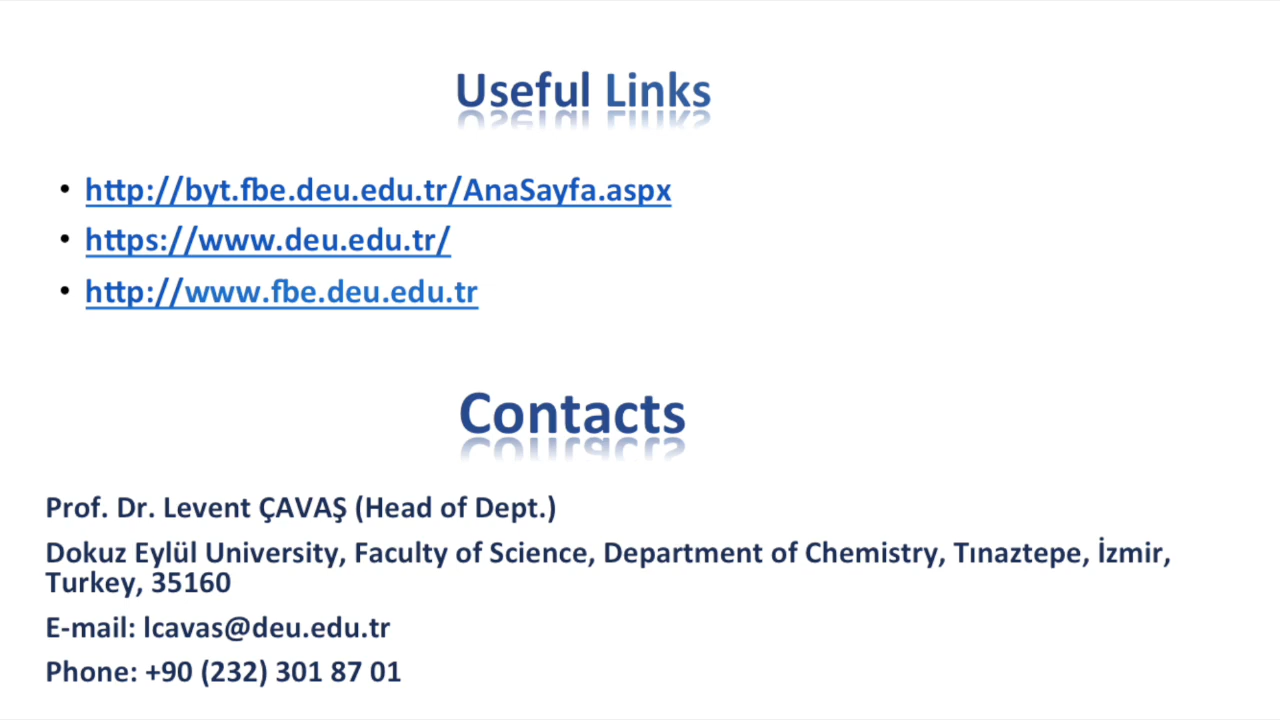 Useful Links
• http://byt.fbe.deu.edu.tr/AnaSayfa.aspx
• https://www.deu.edu.tr/
• http://www.fbe.deu.edu.tr
Contacts
Prof. Dr. Levent ÇAVAŞ (Head of Dept.)
Dokuz Eylül University, Faculty of Science, Department of Chemistry, Tınaztepe, İzmir,
Turkey, 35160
E-mail: lcavas@deu.edu.tr
Phone: +90 (232) 301 87 01